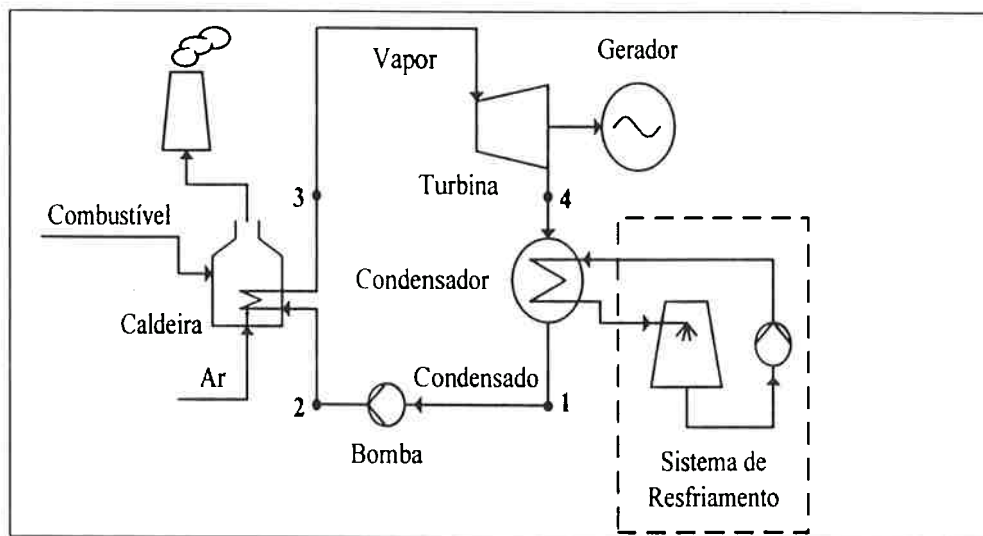 Vapor
Gerador
Turbina
3
4
Combustível
Condensador
Caldeira
Ar
Condensado
2
1
Bomba
Sistema de
Resfriamento